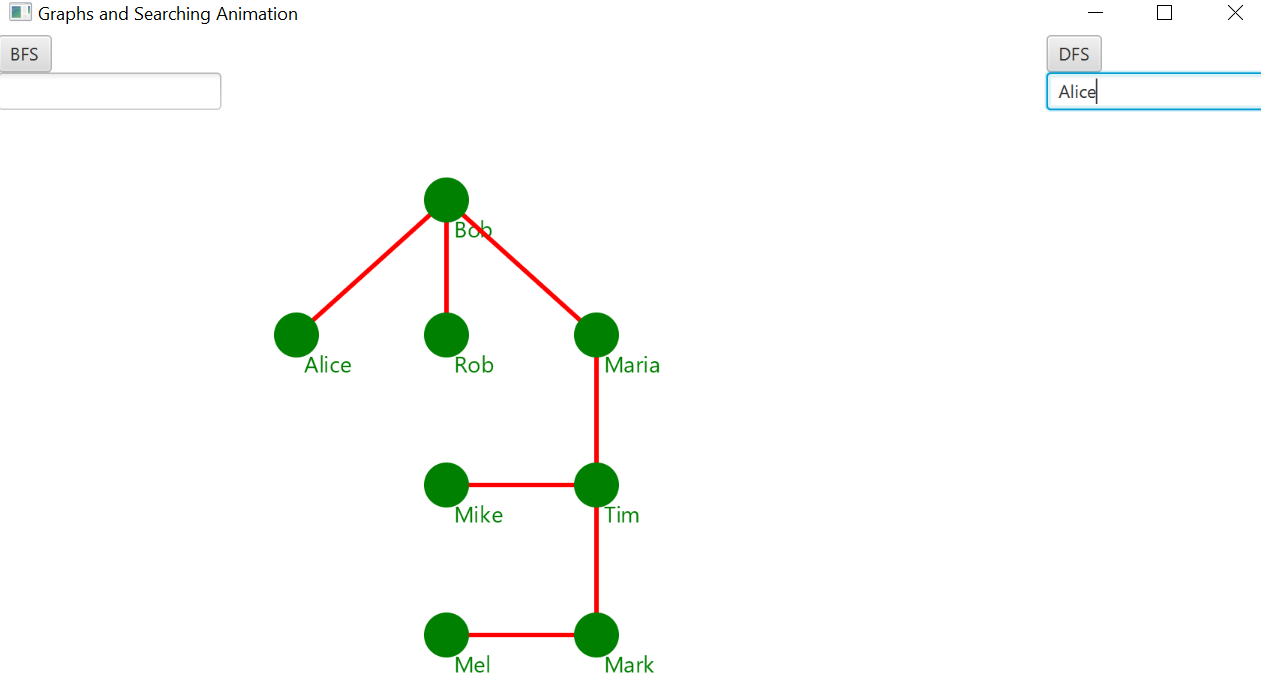 Graphs and Searching Animation
BFS
DFS
Alice
Bob
Alice
Rob
Maria
Mike
Tim
Mel
Mark